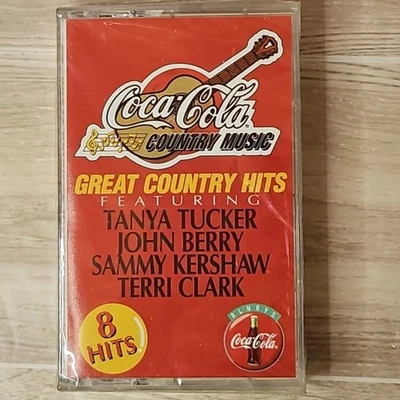 Coca-Cola
COUNTRY MUSIC
GREAT COUNTRY HITS
FEATURING
TANYA TUCKER
JOHN BERRY
SAMMY KERSHAW
TERRI CLARK
8
HITS
ALWAYS
Coca-Cola